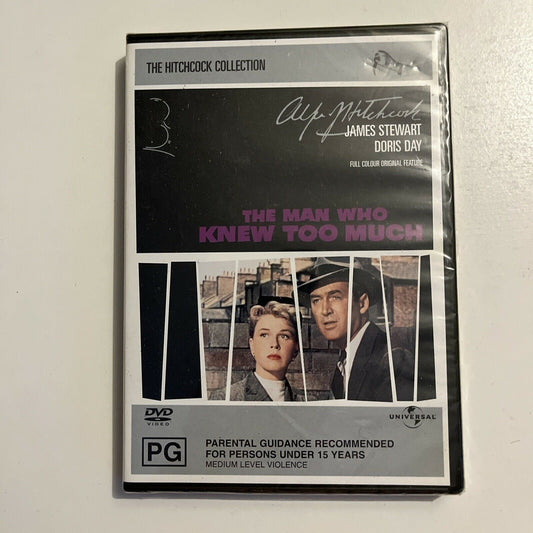 THE HITCHCOCK COLLECTION
Alfred Hitchcock
JAMES STEWART
DORIS DAY
FULL COLOUR ORIGINAL FEATURE
THE MAN WHO
KNEW TOO MUCH
DVD
VIDEO
UNIVERSAL
PG
PARENTAL GUIDANCE RECOMMENDED
FOR PERSONS UNDER 15 YEARS
MEDIUM LEVEL VIOLENCE